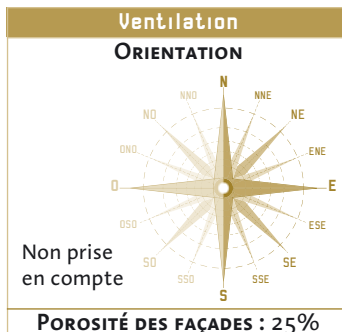 Ventilation
ORIENTATION
N
NNO NNE
NO NE
ONO ENE
O E
OSO ESE
Non prise
SO SE
en compte
SSO SSE
S
POROSITÉ DES FAÇADES : 25%